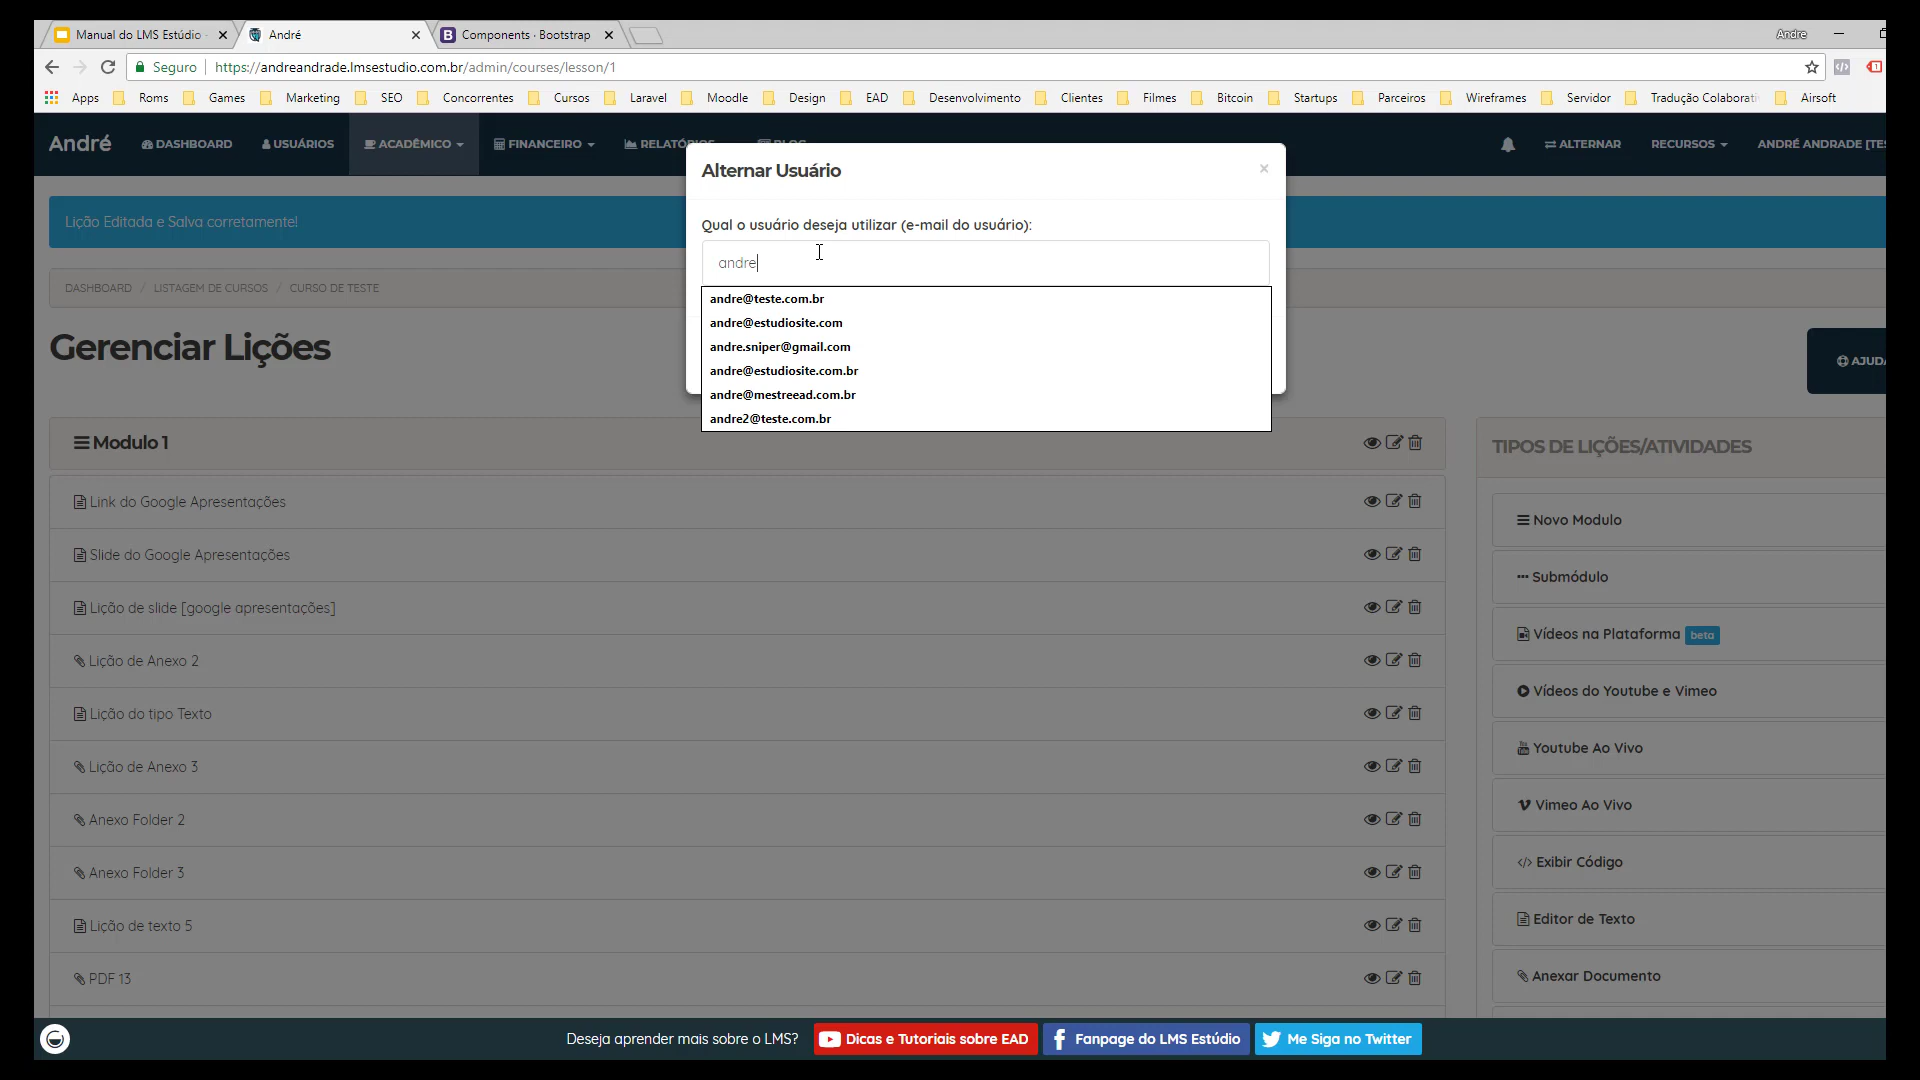 Manual do LMS Estúdio
André
Components · Bootstrap
Andre
Seguro
https://andreandrade.lmsestudio.com.br/admin/courses/lesson/1
Apps Roms Games Marketing SEO Concorrentes Cursos Laravel Moodle Design EAD Desenvolvimento Clientes Filmes Bitcoin Startups Parceiros Wireframes Servidor Tradução Airsoft
André DASHBOARD USUÁRIOS ACADÊMICO FINANCEIRO ALTERNAR RECURSOS ANDRÉ ANDRADE
Alternar Usuário ×
Lição Editada e Salva corretamente!
Qual o usuário deseja utilizar (e-mail do usuário):
andre
andre@teste.com.br
andre@estudiosite.com
andre.sniper@gmail.com
andre@estudiosite.com.br
andre@mestreead.com.br
andre2@teste.com.br
DASHBOARD / LISTAGEM DE CURSOS / CURSO DE TESTE
Gerenciar Lições
Modulo 1
Link do Google Apresentações
Slide do Google Apresentações
Lição de slide [google apresentações]
Lição de Anexo 2
Lição do tipo Texto
Lição de Anexo 3
Anexo Folder 2
Anexo Folder 3
Lição de texto 5
PDF 13
TIPOS DE LIÇÕES/ATIVIDADES
Novo Modulo
Submódulo
Vídeos na Plataforma beta
Vídeos do Youtube e Vimeo
Youtube Ao Vivo
Vimeo Ao Vivo
Exibir Código
Editor de Texto
Anexar Documento
Deseja aprender mais sobre o LMS? Dicas e Tutoriais sobre EAD Fanpage do LMS Estúdio Me Siga no Twitter